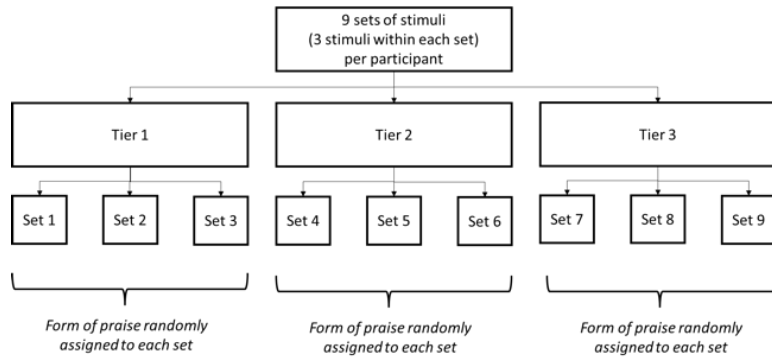 9 sets of stimuli
(3 stimuli within each set)
per participant
Tier 1
Tier 2
Tier 3
Set 1
Set 2
Set 3
Set 4
Set 5
Set 6
Set 7
Set 8
Set 9
Form of praise randomly
assigned to each set
Form of praise randomly
assigned to each set
Form of praise randomly
assigned to each set